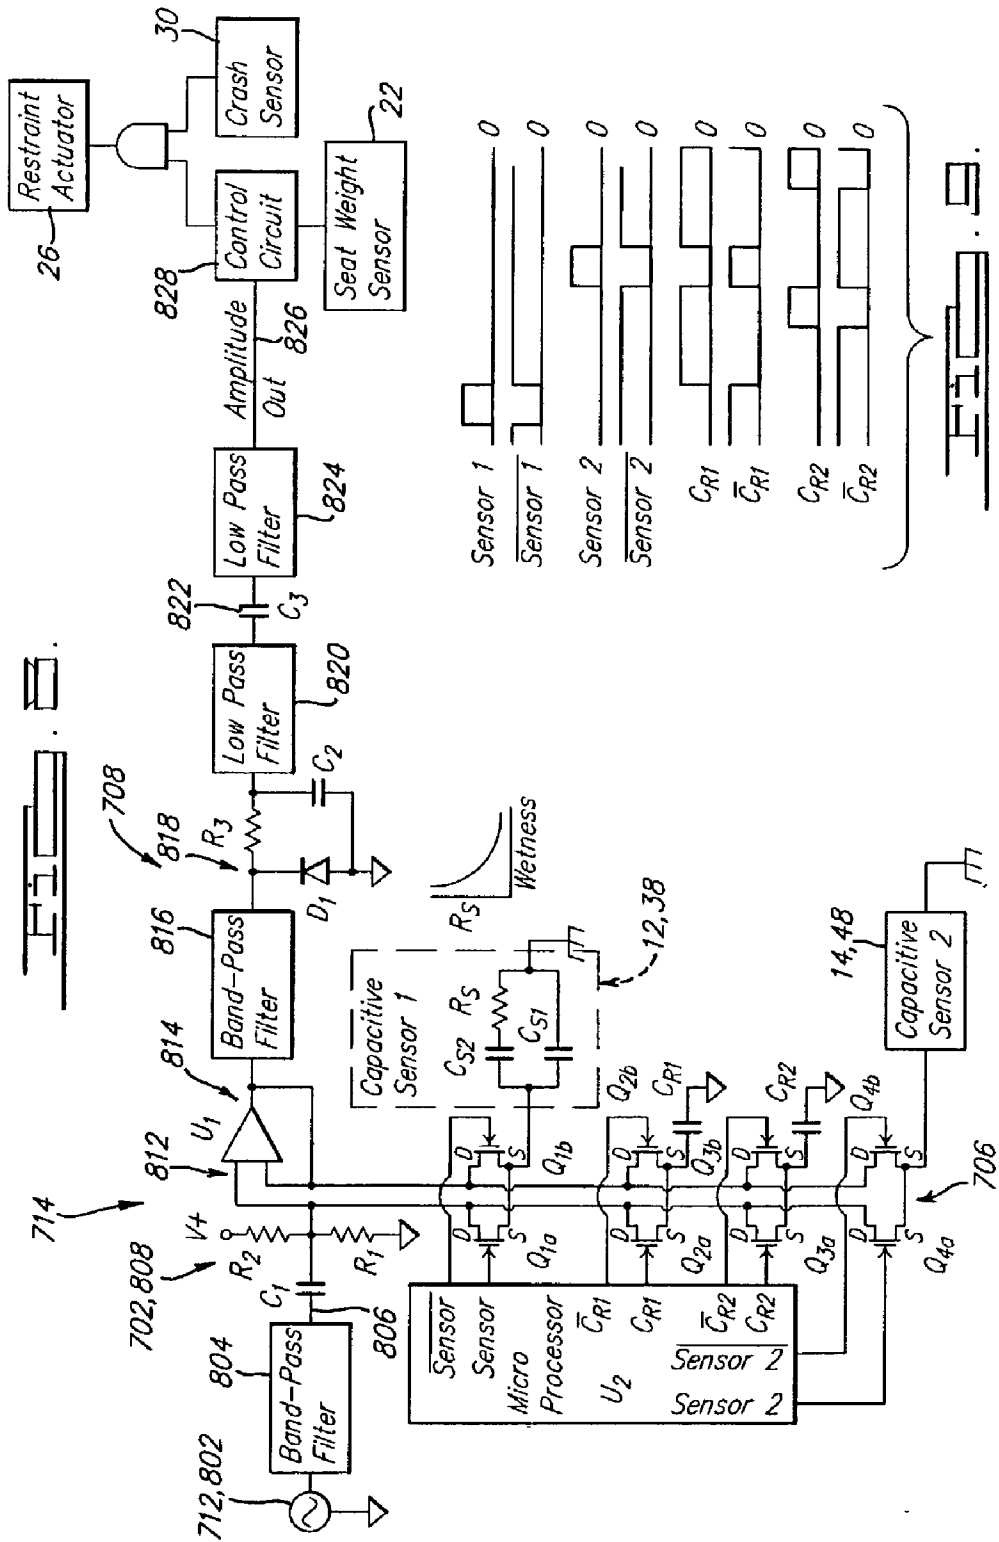 714
702,808
712,802
804
Band-Pass
Filter
806
C1
R2
V+
R1
812
814
U1
816
Band-Pass
Filter
708
818
D1
R3
C2
Low Pass
Filter
820
822
C3
Low Pass
Filter
824
Amplitude
Out
826
828
Control
Circuit
Seat Weight
Sensor
22
26
Restraint
Actuator
30
Crash
Sensor
Sensor
Sensor
Micro
Processor
U2
C̅R1
CR1
C̅R2
CR2
Sensor 2
Sensor 2
D
S
Q1a
D
S
Q1b
D
S
Q2a
D
S
Q2b
CR1
D
S
Q3a
D
S
Q3b
CR2
D
S
Q4a
D
S
Q4b
706
Capacitive
Sensor 1
CS2
RS
CS1
12,38
RS
Wetness
Capacitive
Sensor 2
14,48
Sensor 1 0
Sensor 1 0
Sensor 2 0
Sensor 2 0
CR1 0
C̅R1 0
CR2 0
C̅R2 0